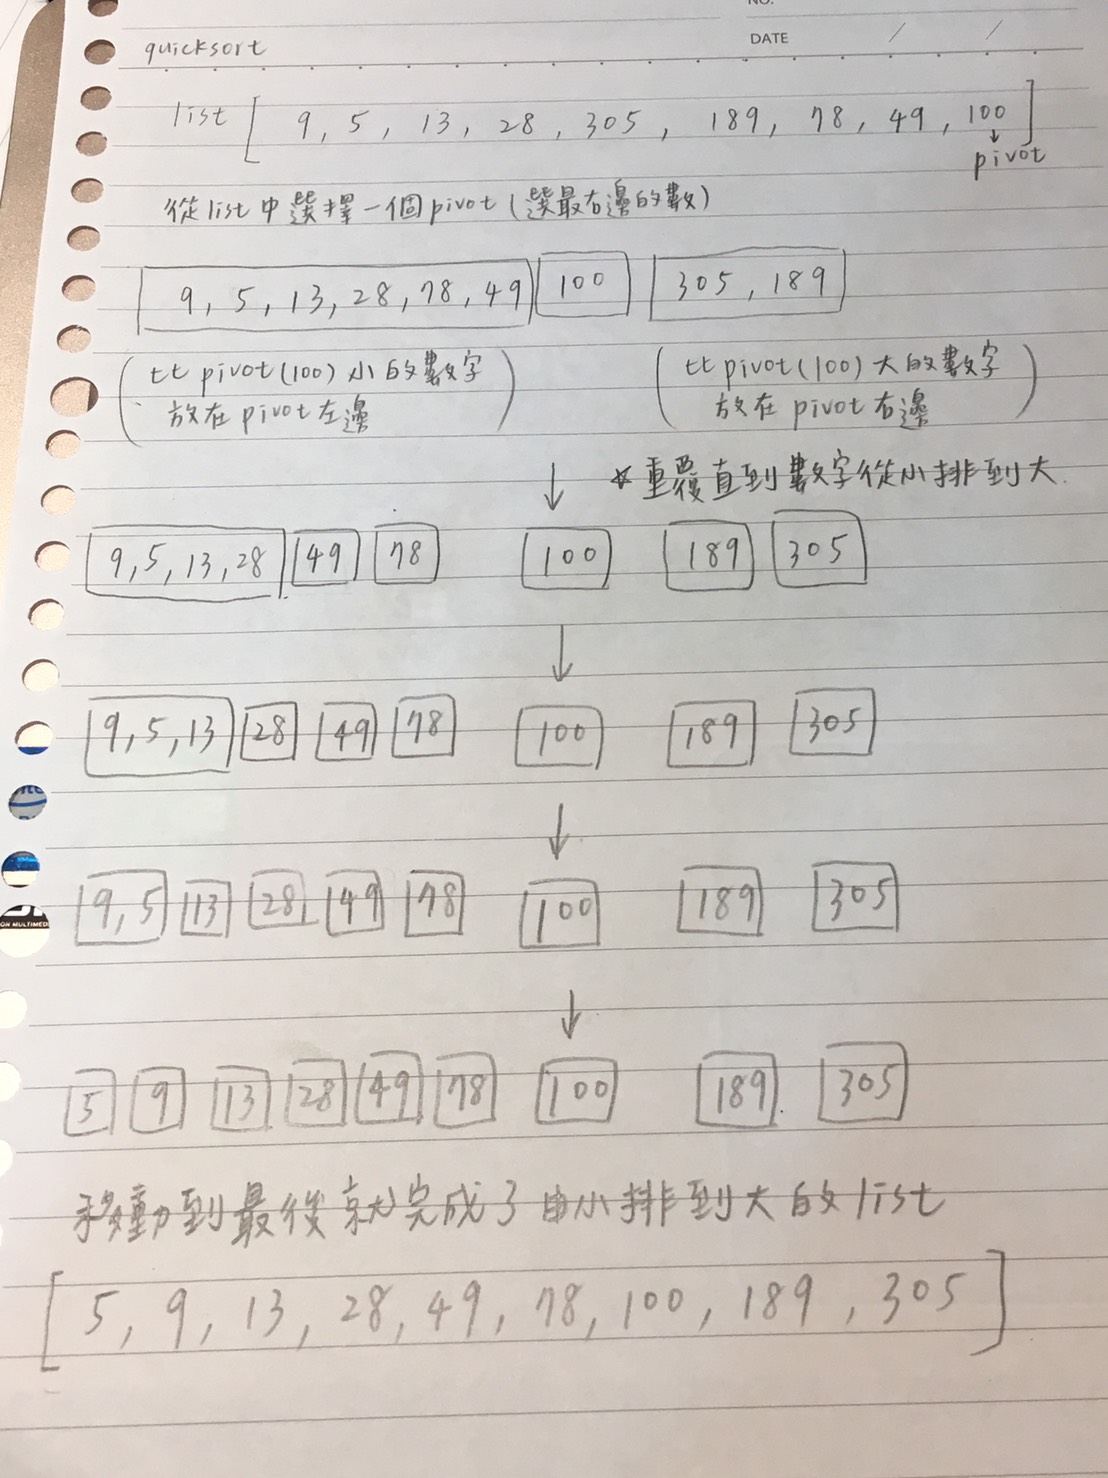 NO.
quicksort
DATE / /
list [ 9, 5, 13, 28, 305, 189, 78, 49, 100 ]
↓
pivot
從list中選擇一個pivot(選最右邊的數)
9, 5, 13, 28, 78, 49 100 305, 189
(比pivot(100)小的數字 放在pivot左邊)
(比pivot(100)大的數字 放在pivot右邊)
↓ *重覆直到數字從小排到大.
9, 5, 13, 28 49 78 100 189 305
↓
9, 5, 13 28 49 78 100 189 305
↓
9, 5 13 28 49 78 100 189 305
↓
5 9 13 28 49 78 100 189 305
移動到最後就完成了由小排到大的list
[ 5, 9, 13, 28, 49, 78, 100, 189, 305 ]